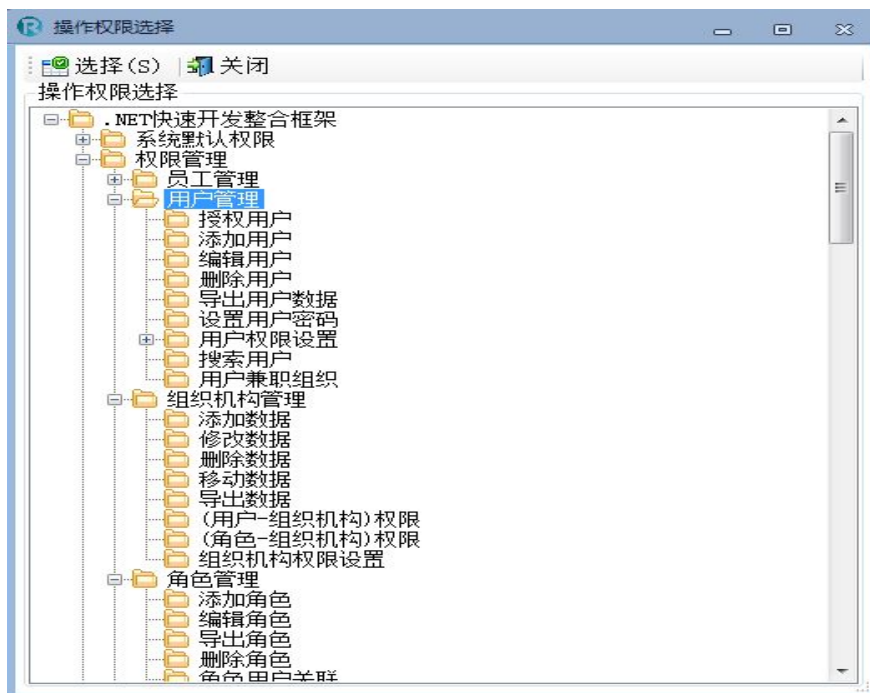 操作权限选择
选择(S) 关闭
操作权限选择
.NET快速开发整合框架
系统默认权限
权限管理
员工管理
用户管理
授权用户
添加用户
编辑用户
删除用户
导出用户数据
设置用户密码
用户权限设置
搜索用户
用户兼职组织
组织机构管理
添加数据
修改数据
删除数据
移动数据
导出数据
(用户-组织机构)权限
(角色-组织机构)权限
组织机构权限设置
角色管理
添加角色
编辑角色
导出角色
删除角色
角色用户关联